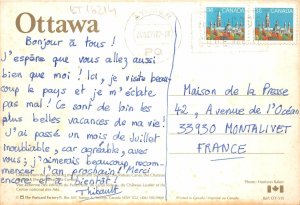 Ottawa
KT16214
CANADA
CANADA
PO
Bonjour à tous !
J'espère que vous allez aussi
bien que moi ! Ici, je visite beaucoup
le pays et je m'éclate
pas mal ! Ce sont de loin les
plus belles vacances de ma vie !
J'ai passé un mois de Juillet
inoubliable, car agréable, avec
vous ; j'aimerais beaucoup recom-
mencer l'an prochain ! Merci
encore et à bientôt !
Thibault
Maison de la Presse
42, Avenue de l'Océan
33930 MONTALIVET
FRANCE